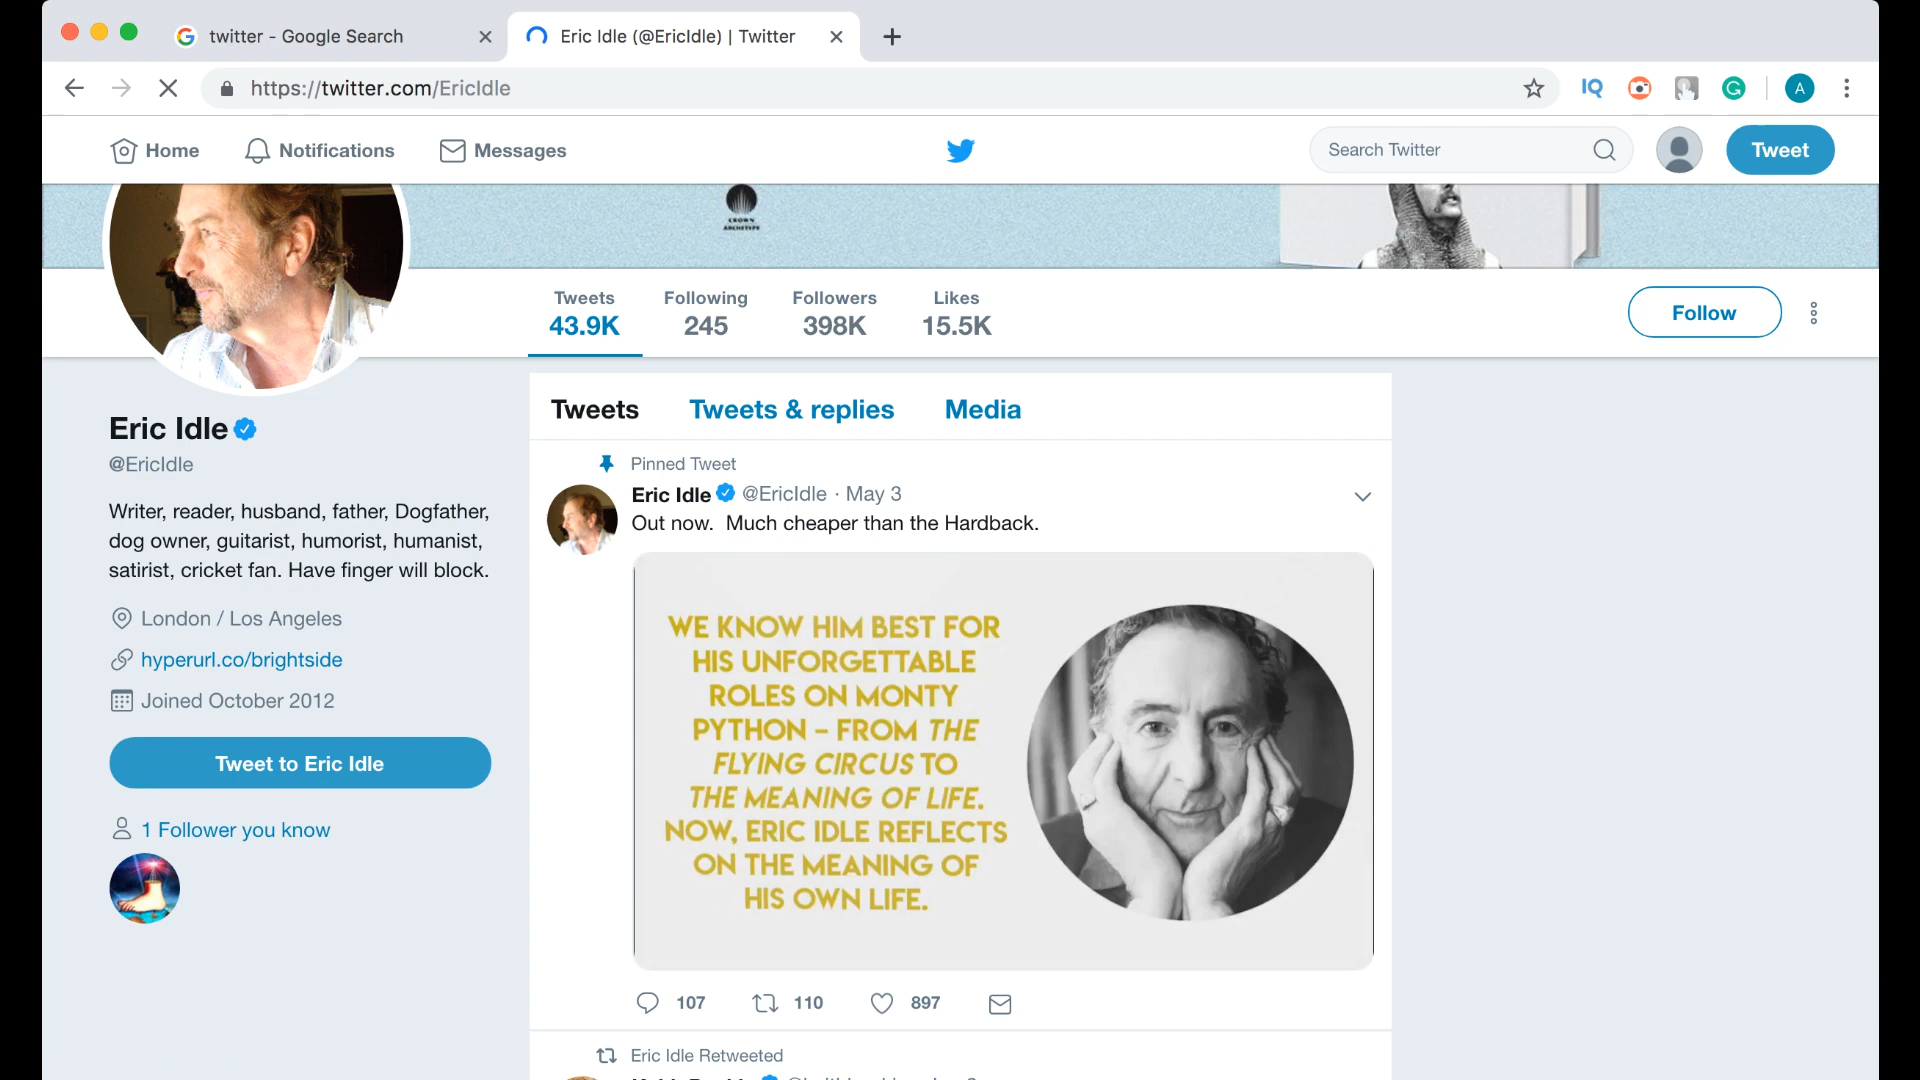 twitter - Google Search
Eric Idle (@EricIdle) | Twitter
https://twitter.com/EricIdle
IQ
G
A
Home
Notifications
Messages
Search Twitter
Tweet
CROWN
ARCHETYPE
Tweets
43.9K
Following
245
Followers
398K
Likes
15.5K
Follow
Eric Idle
@EricIdle
Writer, reader, husband, father, Dogfather,
dog owner, guitarist, humorist, humanist,
satirist, cricket fan. Have finger will block.
London / Los Angeles
hyperurl.co/brightside
Joined October 2012
Tweet to Eric Idle
1 Follower you know
Tweets
Tweets & replies
Media
Pinned Tweet
Eric Idle @EricIdle · May 3
Out now.  Much cheaper than the Hardback.
WE KNOW HIM BEST FOR
HIS UNFORGETTABLE
ROLES ON MONTY
PYTHON – FROM THE
FLYING CIRCUS TO
THE MEANING OF LIFE.
NOW, ERIC IDLE REFLECTS
ON THE MEANING OF
HIS OWN LIFE.
107
110
897
Eric Idle Retweeted